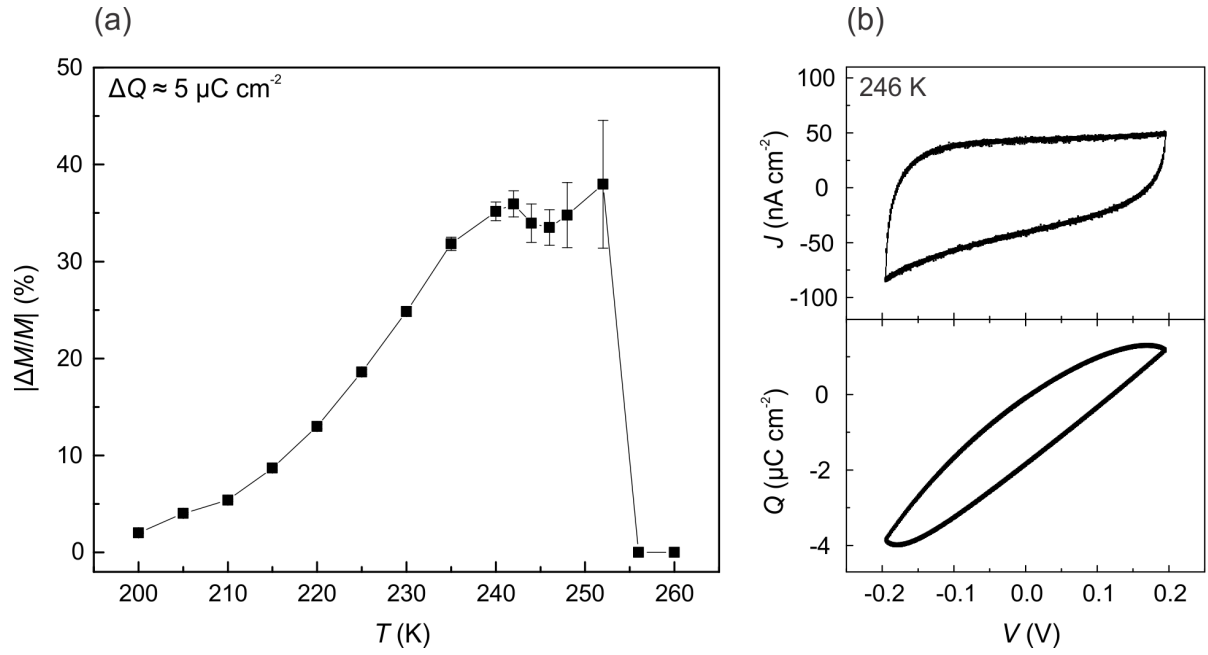 (a)
ΔQ ≈ 5 µC cm-2
|ΔM/M| (%)
50
40
30
20
10
0
200 210 220 230 240 250 260
T (K)
(b)
246 K
J (nA cm-2)
100
50
0
-50
-100
Q (µC cm-2)
0
-2
-4
-0.2 -0.1 0.0 0.1 0.2
V (V)